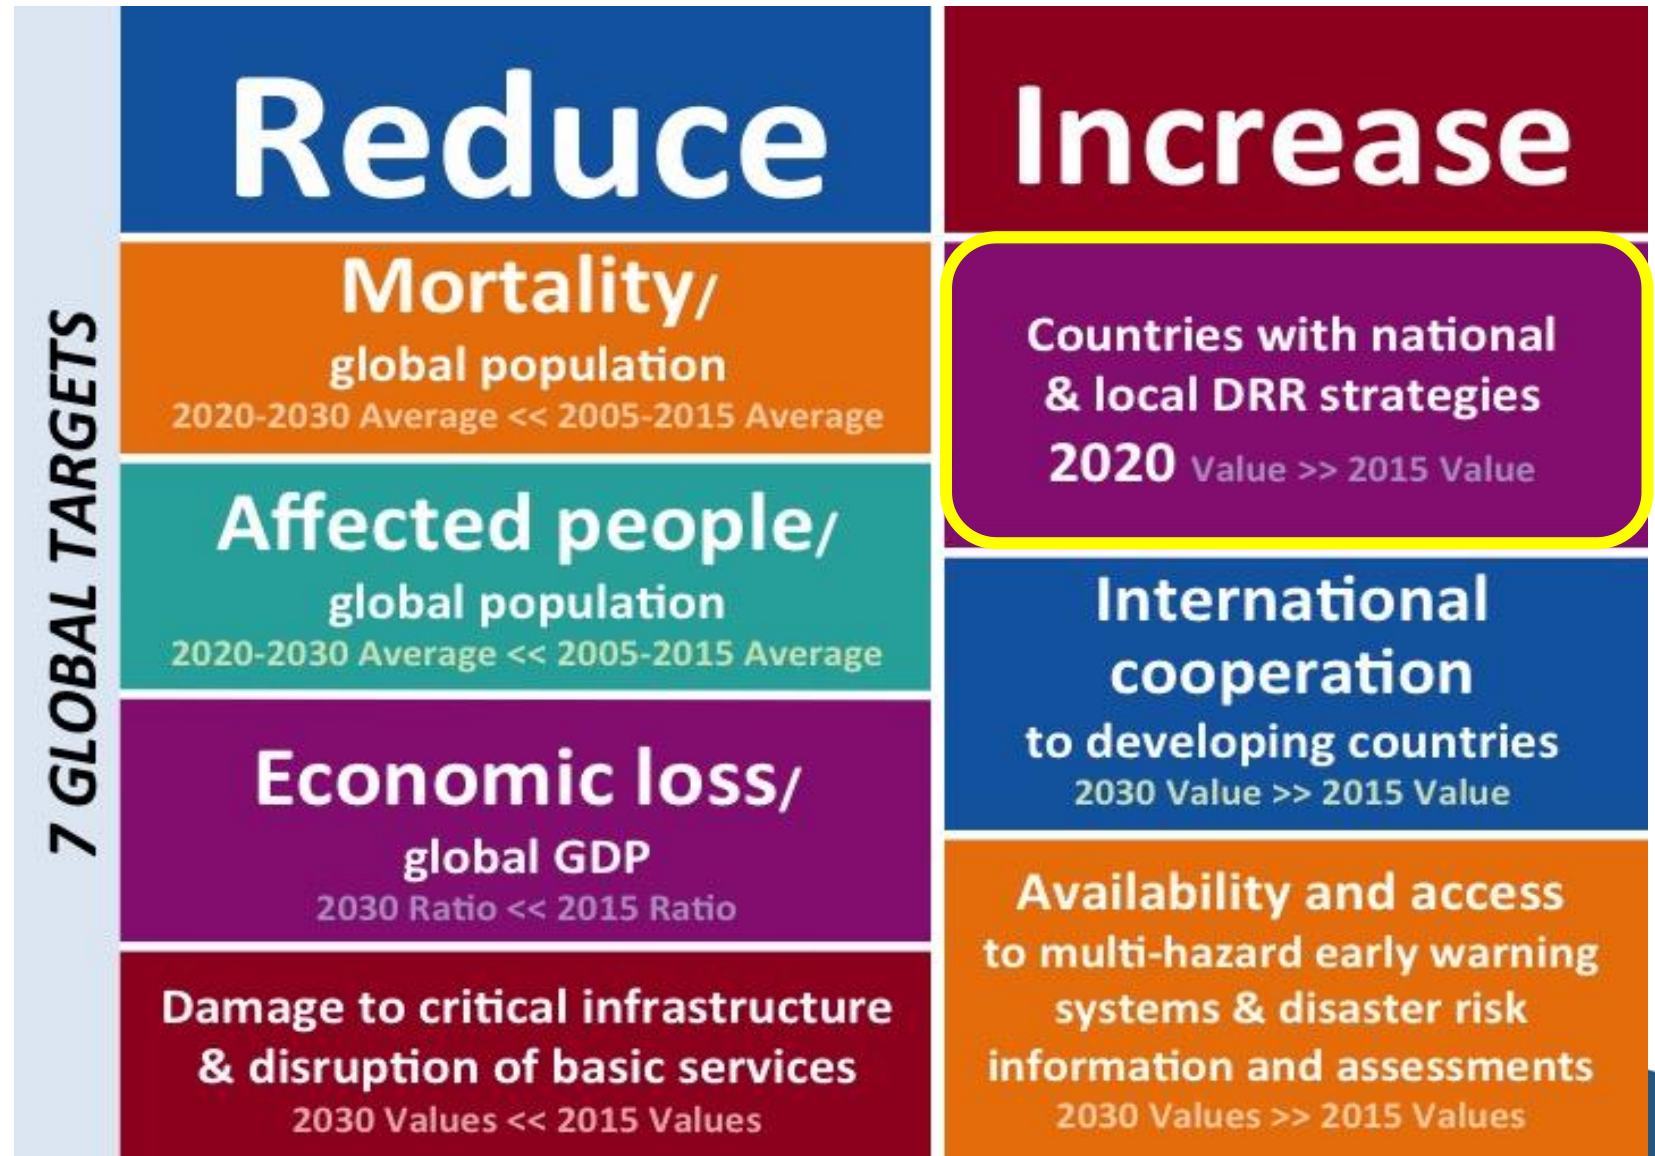 7 GLOBAL TARGETS
Reduce
Mortality/
global population
2020-2030 Average << 2005-2015 Average
Affected people/
global population
2020-2030 Average << 2005-2015 Average
Economic loss/
global GDP
2030 Ratio << 2015 Ratio
Damage to critical infrastructure
& disruption of basic services
2030 Values << 2015 Values
Increase
Countries with national
& local DRR strategies
2020 Value >> 2015 Value
International
cooperation
to developing countries
2030 Value >> 2015 Value
Availability and access
to multi-hazard early warning
systems & disaster risk
information and assessments
2030 Values >> 2015 Values